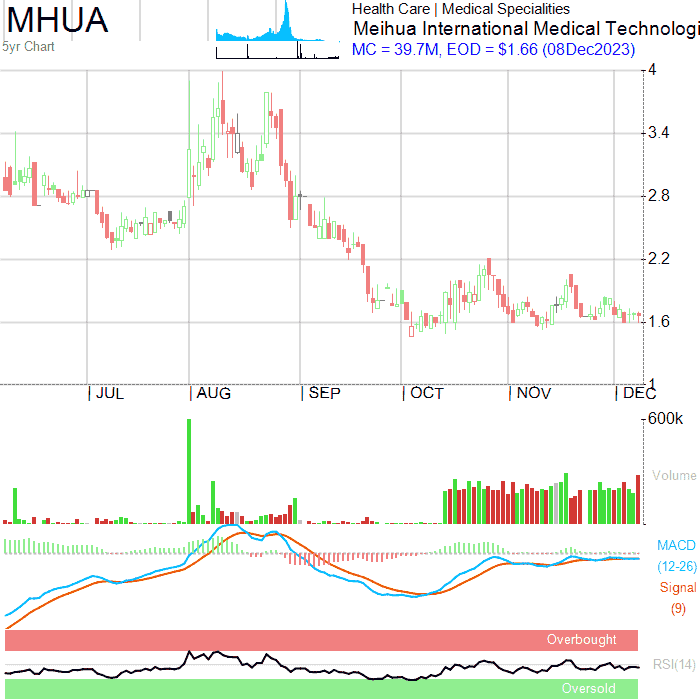 MHUA
5yr Chart
Health Care | Medical Specialities
Meihua International Medical Technologi
MC = 39.7M, EOD = $1.66 (08Dec2023)
4
3.4
2.8
2.2
1.6
1
JUL AUG SEP OCT NOV DEC
600k
Volume
MACD
(12-26)
Signal
(9)
Overbought
RSI(14)
Oversold